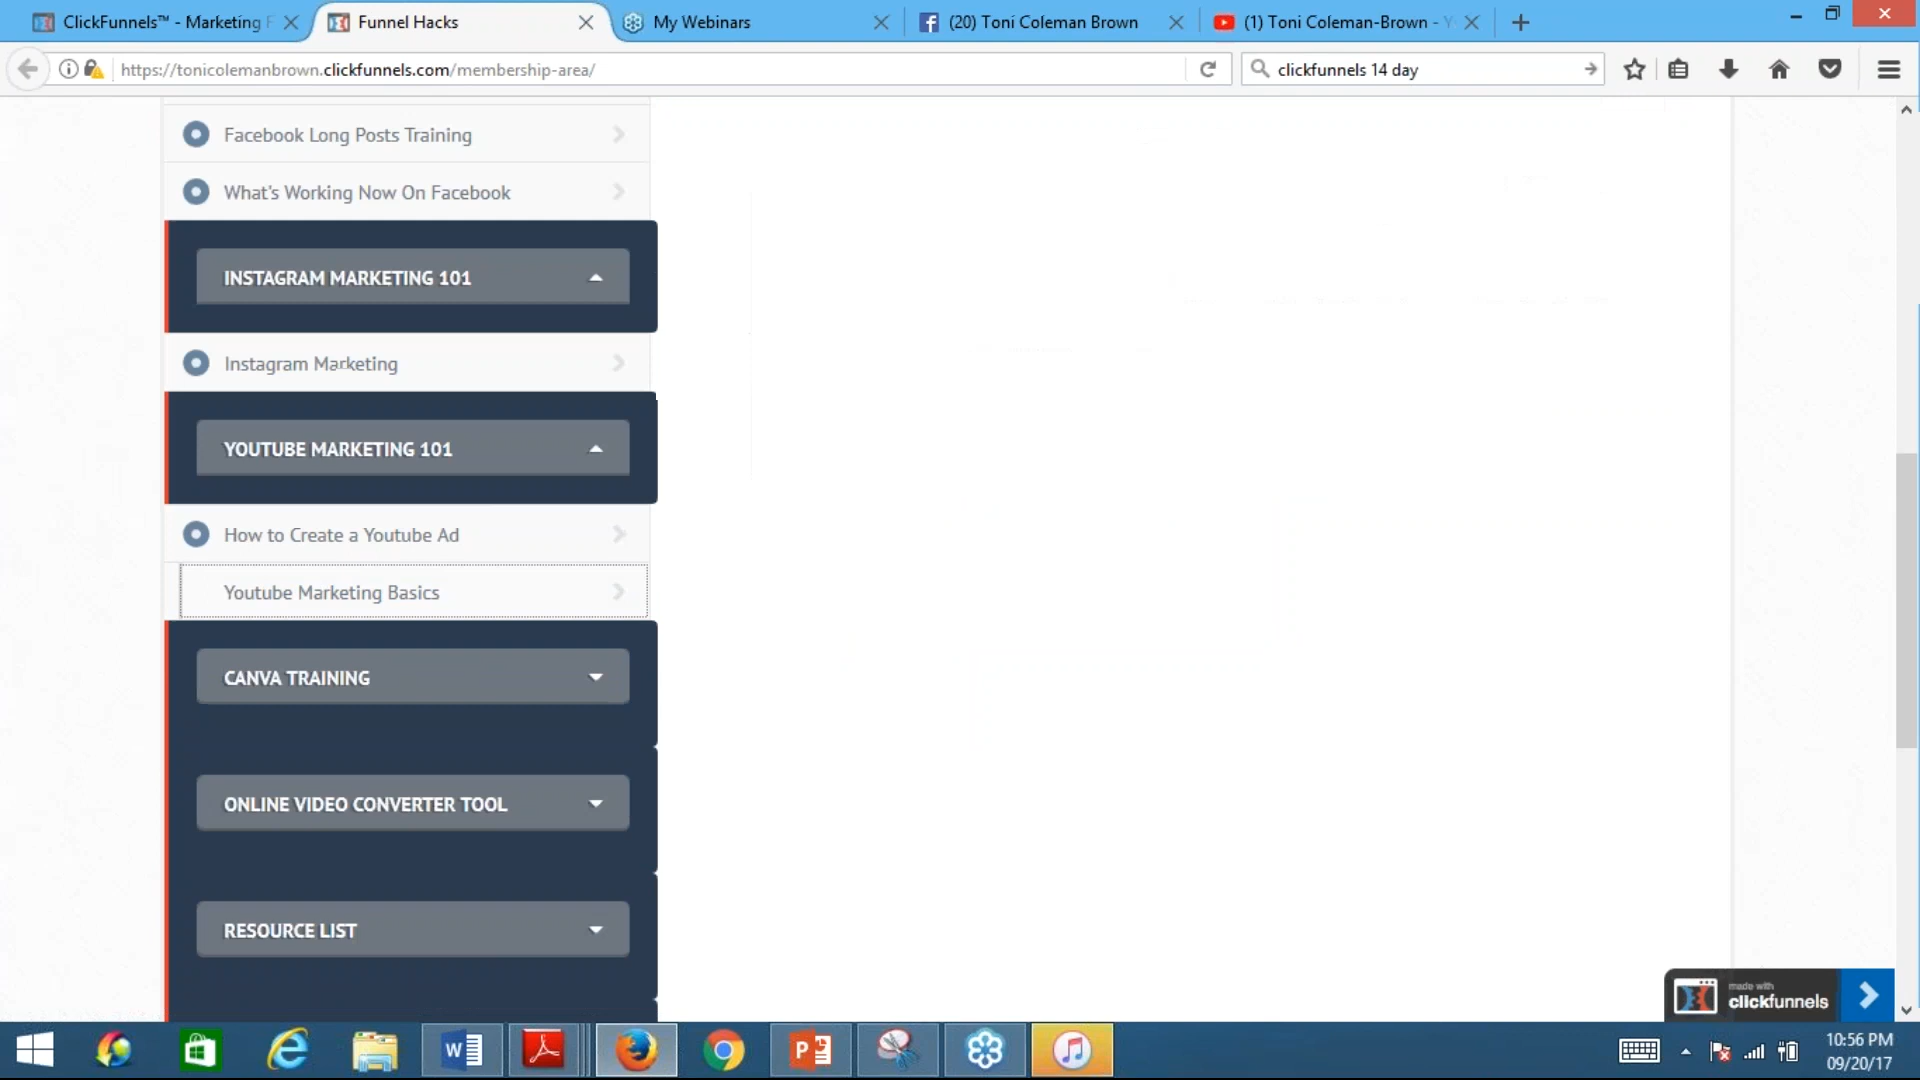 ClickFunnels™ - Marketing F
Funnel Hacks
My Webinars
(20) Toni Coleman Brown
(1) Toni Coleman-Brown - Y
https://tonicolemanbrown.clickfunnels.com/membership-area/
clickfunnels 14 day
Facebook Long Posts Training
What's Working Now On Facebook
INSTAGRAM MARKETING 101
Instagram Marketing
YOUTUBE MARKETING 101
How to Create a Youtube Ad
Youtube Marketing Basics
CANVA TRAINING
ONLINE VIDEO CONVERTER TOOL
RESOURCE LIST
made with
clickfunnels
10:56 PM
09/20/17